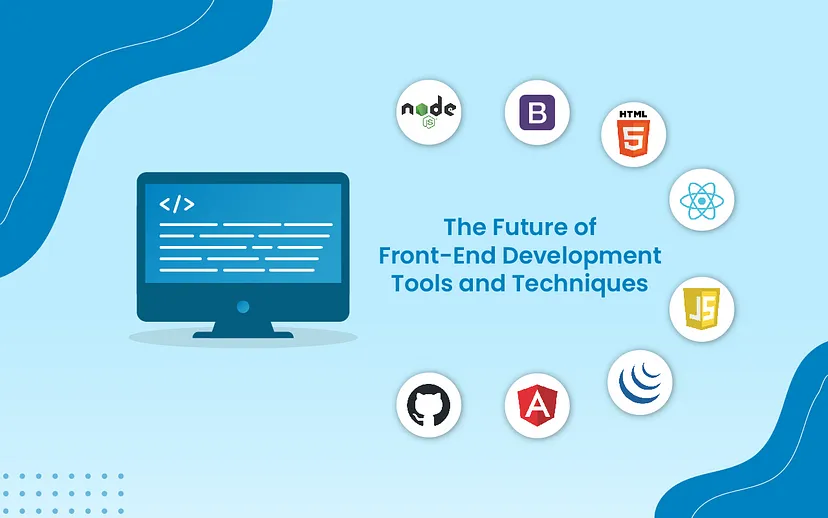 node
JS
B
HTML
5
</>
The Future of
Front-End Development
Tools and Techniques
JS
A